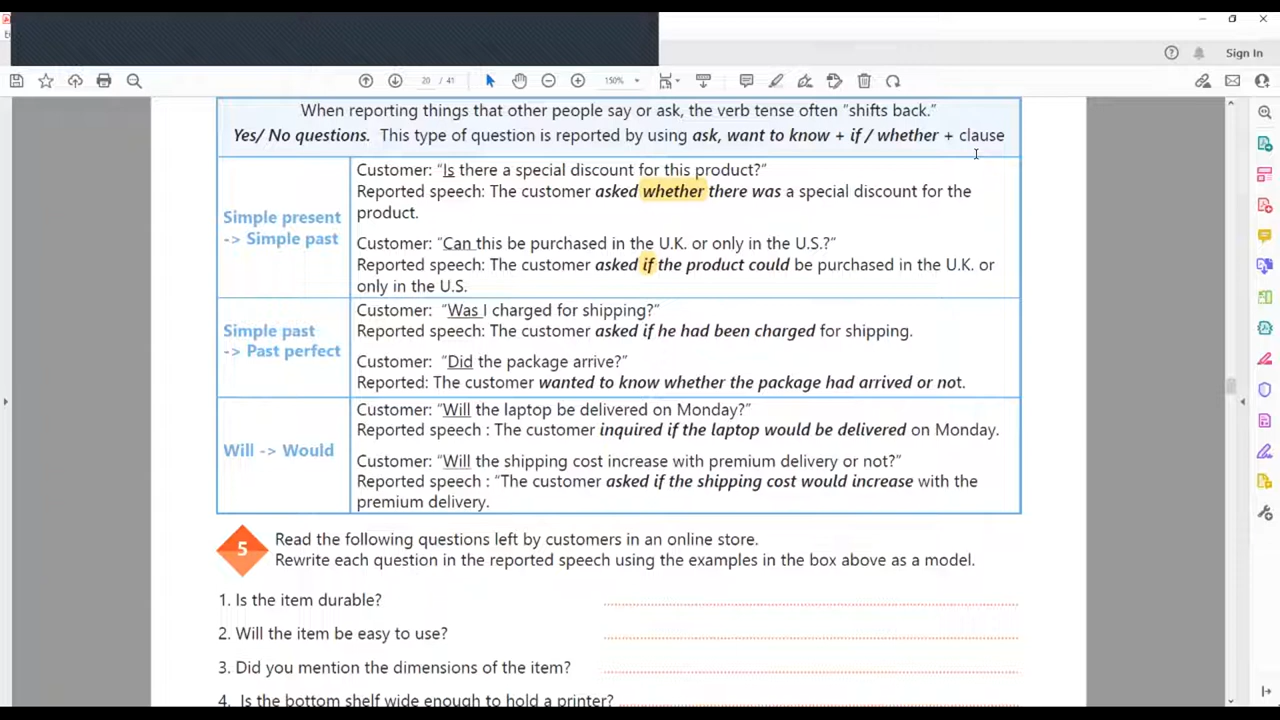 Sign In
20 / 41
150%
When reporting things that other people say or ask, the verb tense often “shifts back.”
Yes/ No questions. This type of question is reported by using ask, want to know + if / whether + clause
Simple present
-> Simple past
Customer: “Is there a special discount for this product?”
Reported speech: The customer asked whether there was a special discount for the
product.
Customer: “Can this be purchased in the U.K. or only in the U.S.?”
Reported speech: The customer asked if the product could be purchased in the U.K. or
only in the U.S.
Simple past
-> Past perfect
Customer: “Was I charged for shipping?”
Reported speech: The customer asked if he had been charged for shipping.
Customer: “Did the package arrive?”
Reported: The customer wanted to know whether the package had arrived or not.
Will -> Would
Customer: “Will the laptop be delivered on Monday?”
Reported speech : The customer inquired if the laptop would be delivered on Monday.
Customer: “Will the shipping cost increase with premium delivery or not?”
Reported speech : “The customer asked if the shipping cost would increase with the
premium delivery.
5
Read the following questions left by customers in an online store.
Rewrite each question in the reported speech using the examples in the box above as a model.
1. Is the item durable?
2. Will the item be easy to use?
3. Did you mention the dimensions of the item?
4. Is the bottom shelf wide enough to hold a printer?